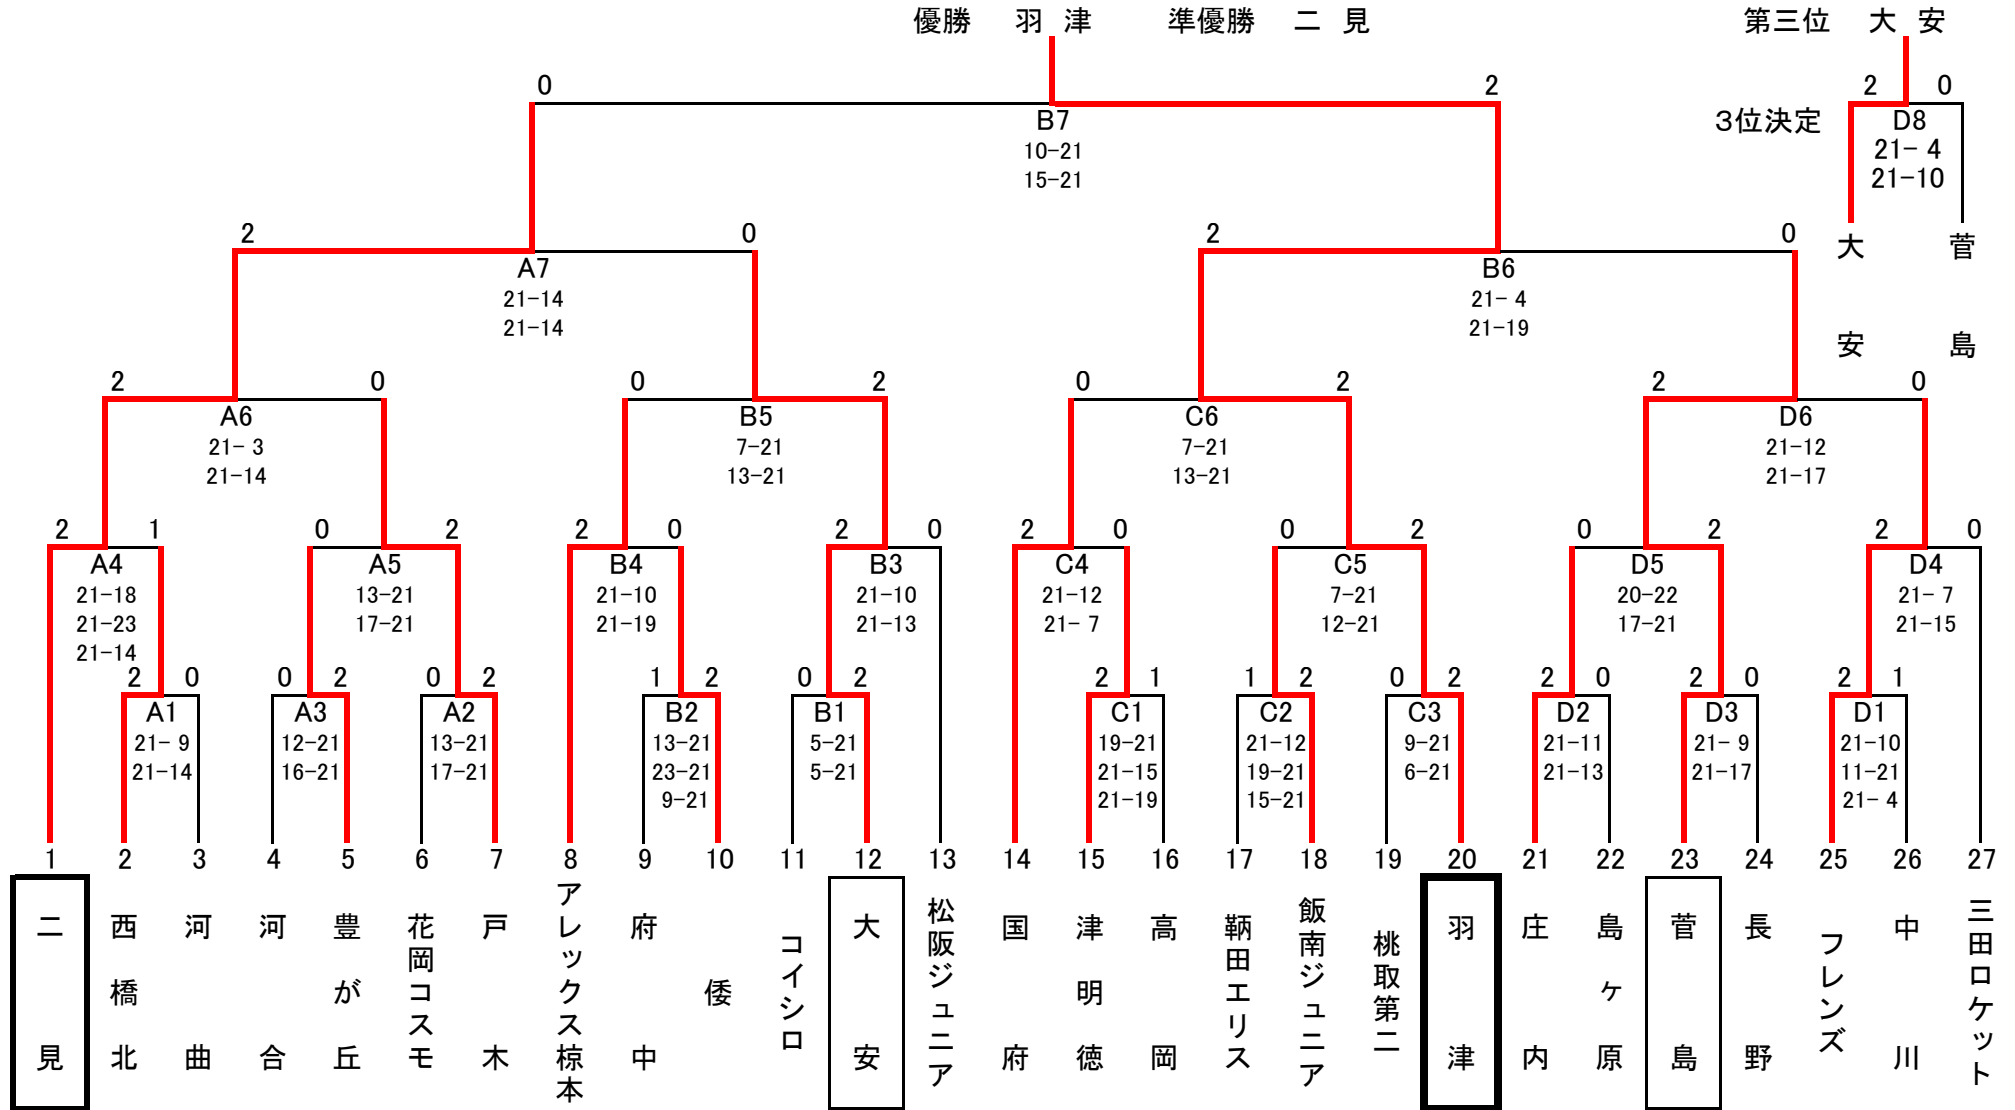 優勝 羽津 準優勝 二見 第三位 大安
0 2 2 0
B7 3位決定 D8
10-21 21- 4
15-21 21-10
2 0 2 0 大安 菅島
A7 B6
21-14 21- 4
21-14 21-19
2 0 0 2 0 2 2 0
A6 B5 C6 D6
21- 3 7-21 7-21 21-12
21-14 13-21 13-21 21-17
2 1 0 2 2 0 2 0 2 0 0 2 0 2 2 0
A4 A5 B4 B3 C4 C5 D5 D4
21-18 13-21 21-10 21-10 21-12 7-21 20-22 21- 7
21-23 17-21 21-19 21-13 21- 7 12-21 17-21 21-15
21-14
2 0 0 2 0 2 1 2 0 2 2 1 1 2 0 2 2 0 2 0 2 1
A1 A3 A2 B2 B1 C1 C2 C3 D2 D3 D1
21- 9 12-21 13-21 13-21 5-21 19-21 21-12 9-21 21-11 21- 9 21-10
21-14 16-21 17-21 23-21 5-21 21-15 19-21 6-21 21-13 21-17 11-21
9-21 21-19 15-21 21- 4
1 2 3 4 5 6 7 8 9 10 11 12 13 14 15 16 17 18 19 20 21 22 23 24 25 26 27
二見
西橋北
河曲
河合
豊が丘
花岡コスモ
戸木
アレックス椋本
府中
倭
コイシロ
大安
松阪ジュニア
国府
津明徳
高岡
鞆田エリス
飯南ジュニア
桃取第二
羽津
庄内
島ヶ原
菅島
長野
フレンズ
中川
三田ロケット